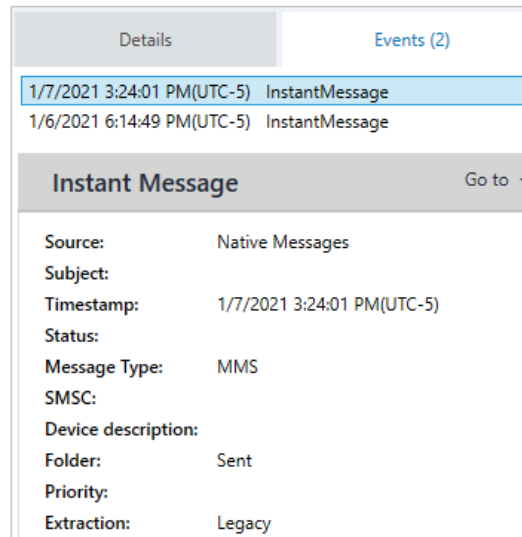 Details Events (2)
1/7/2021 3:24:01 PM(UTC-5) InstantMessage
1/6/2021 6:14:49 PM(UTC-5) InstantMessage
Instant Message Go to
Source: Native Messages
Subject:
Timestamp: 1/7/2021 3:24:01 PM(UTC-5)
Status:
Message Type: MMS
SMSC:
Device description:
Folder: Sent
Priority:
Extraction: Legacy